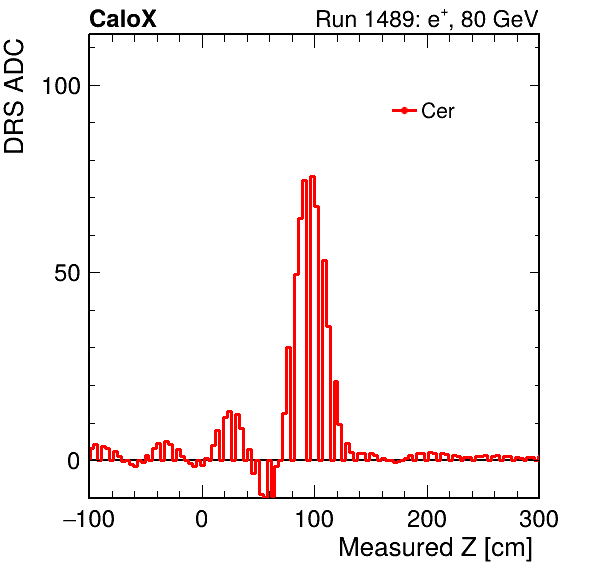 CaloX Run 1489: e⁺, 80 GeV
DRS ADC
Cer
100
50
0
−100 0 100 200 300
Measured Z [cm]